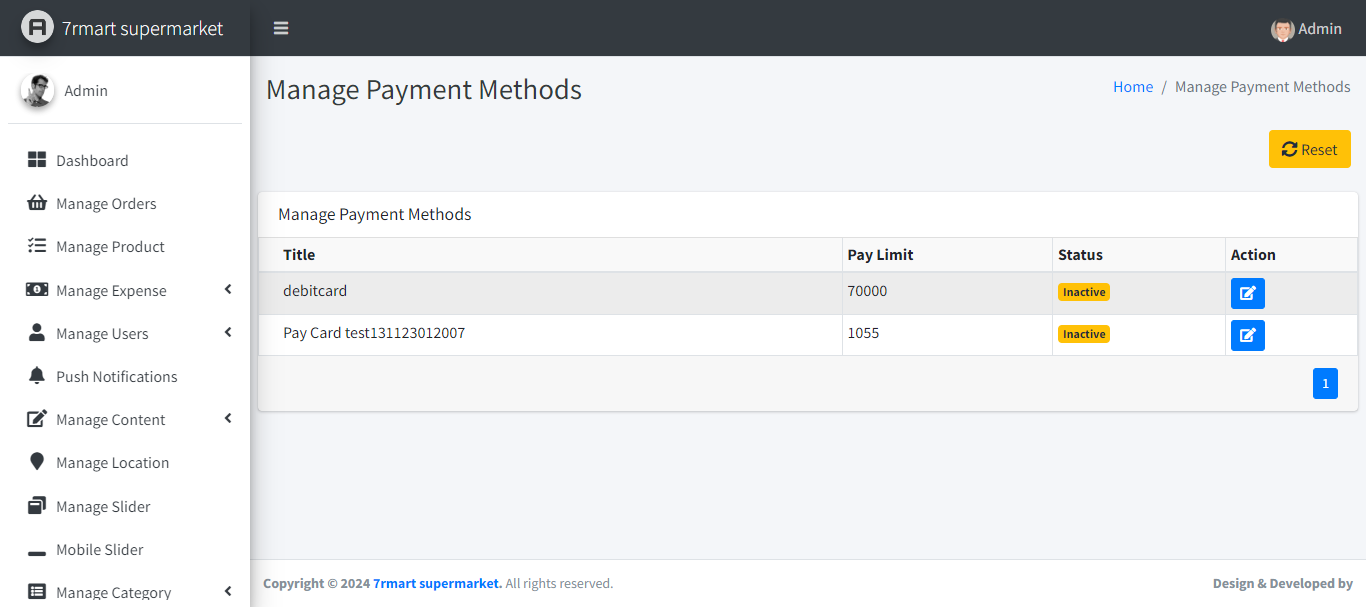 7rmart supermarket
Admin
Admin
Manage Payment Methods
Home / Manage Payment Methods
Reset
Dashboard
Manage Orders
Manage Product
Manage Expense
Manage Users
Push Notifications
Manage Content
Manage Location
Manage Slider
Mobile Slider
Manage Category
Manage Payment Methods
Title Pay Limit Status Action
debitcard 70000 Inactive
Pay Card test131123012007 1055 Inactive
1
Copyright © 2024 7rmart supermarket. All rights reserved.
Design & Developed by